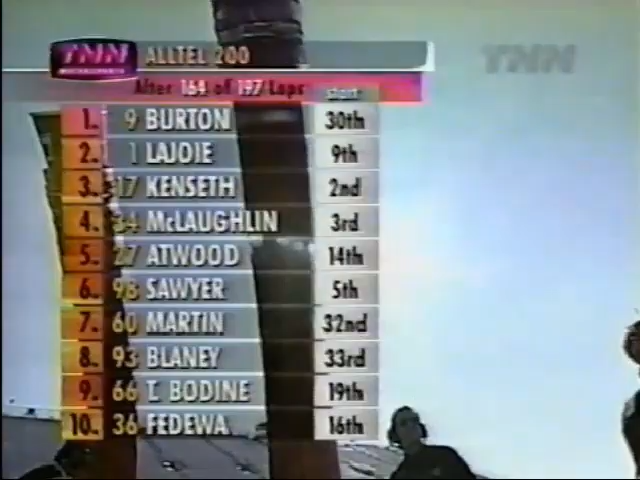 TNN ALLTEL 200 TNN
After 164 of 197 Laps start
1. 9 BURTON 30th
2. 1 LAJOIE 9th
3. 17 KENSETH 2nd
4. 34 McLAUGHLIN 3rd
5. 27 ATWOOD 14th
6. 98 SAWYER 5th
7. 60 MARTIN 32nd
8. 93 BLANEY 33rd
9. 66 T. BODINE 19th
10. 36 FEDEWA 16th